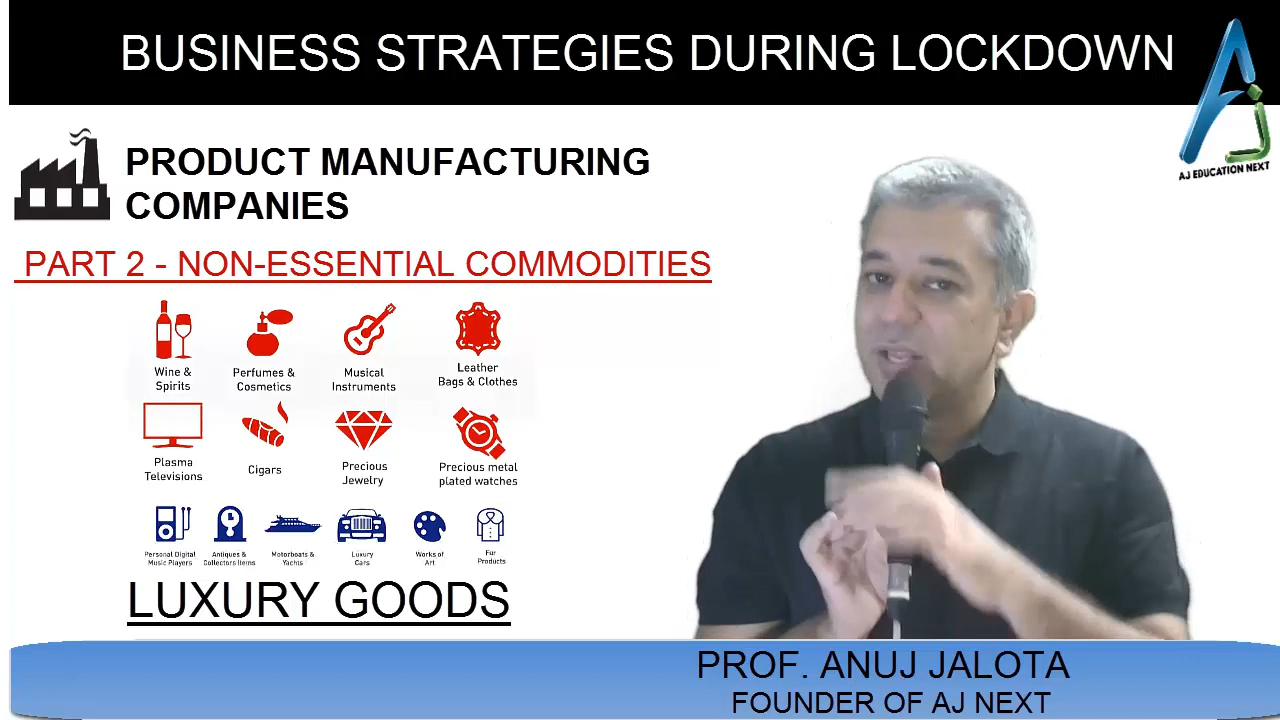 BUSINESS STRATEGIES DURING LOCKDOWN
AJ EDUCATION NEXT
PRODUCT MANUFACTURING
COMPANIES
PART 2 - NON-ESSENTIAL COMMODITIES
Wine &
Spirits
Perfumes &
Cosmetics
Musical
Instruments
Leather
Bags & Clothes
Plasma
Televisions
Cigars
Precious
Jewelry
Precious metal
plated watches
Personal Digital
Music Players
Antiques &
Collectors Items
Motorboats &
Yachts
Luxury
Cars
Works of
Art
Fur
Products
LUXURY GOODS
PROF. ANUJ JALOTA
FOUNDER OF AJ NEXT